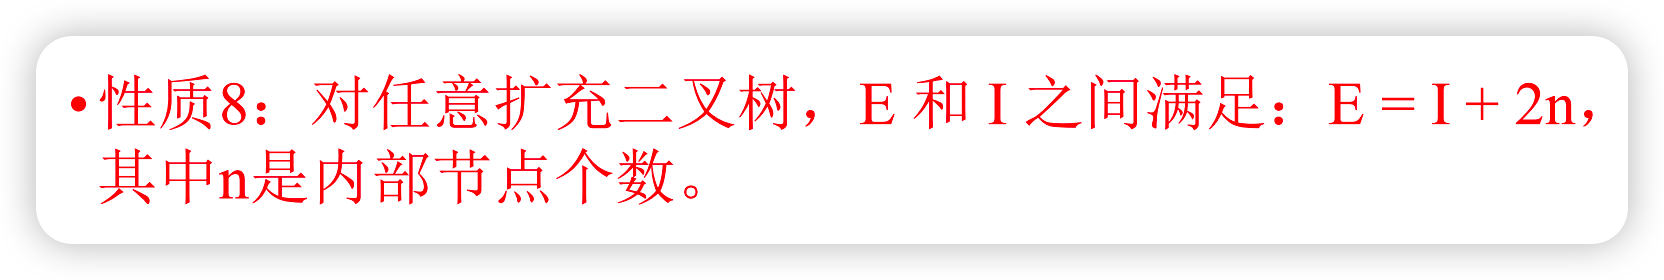 •性质8：对任意扩充二叉树，E 和 I 之间满足：E = I + 2n，
其中n是内部节点个数。